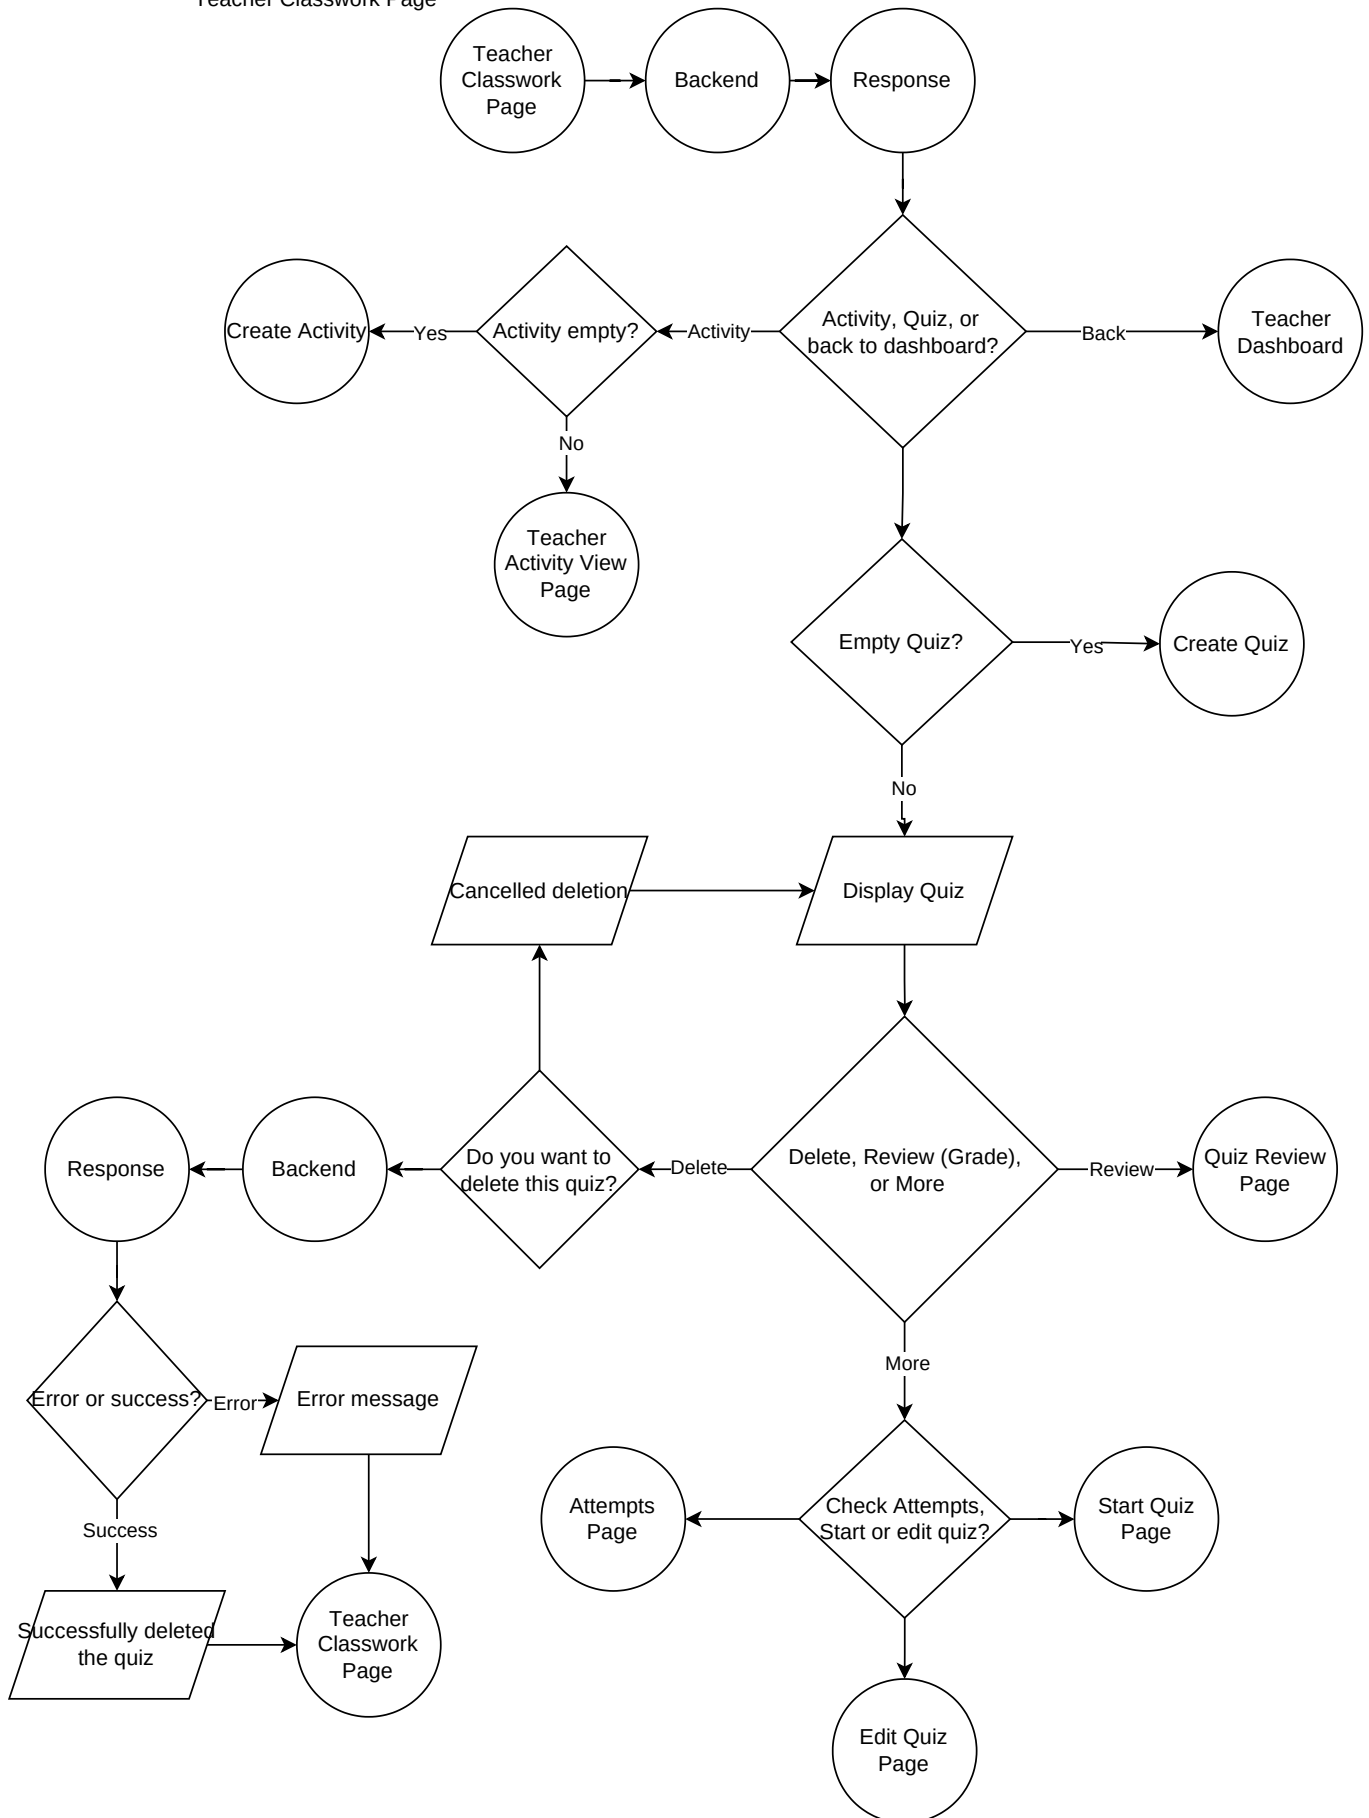 Teacher Classwork Page
Teacher
Classwork
Page
Backend
Response
Create Activity
Yes
Activity empty?
Activity
Activity, Quiz, or
back to dashboard?
Back
Teacher
Dashboard
No
Teacher
Activity View
Page
Empty Quiz?
Yes
Create Quiz
No
Cancelled deletion
Display Quiz
Response
Backend
Do you want to
delete this quiz?
Delete
Delete, Review (Grade),
or More
Review
Quiz Review
Page
Error or success?
Error
Error message
More
Success
Attempts
Page
Check Attempts,
Start or edit quiz?
Start Quiz
Page
Successfully deleted
the quiz
Teacher
Classwork
Page
Edit Quiz
Page